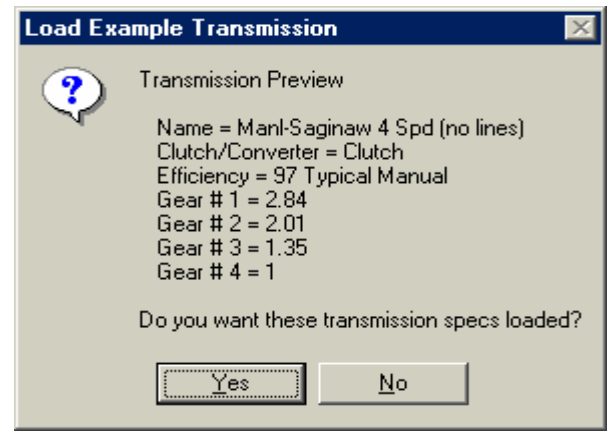 Load Example Transmission
Transmission Preview
Name = Manl-Saginaw 4 Spd (no lines)
Clutch/Converter = Clutch
Efficiency = 97 Typical Manual
Gear # 1 = 2.84
Gear # 2 = 2.01
Gear # 3 = 1.35
Gear # 4 = 1
Do you want these transmission specs loaded?
Yes No